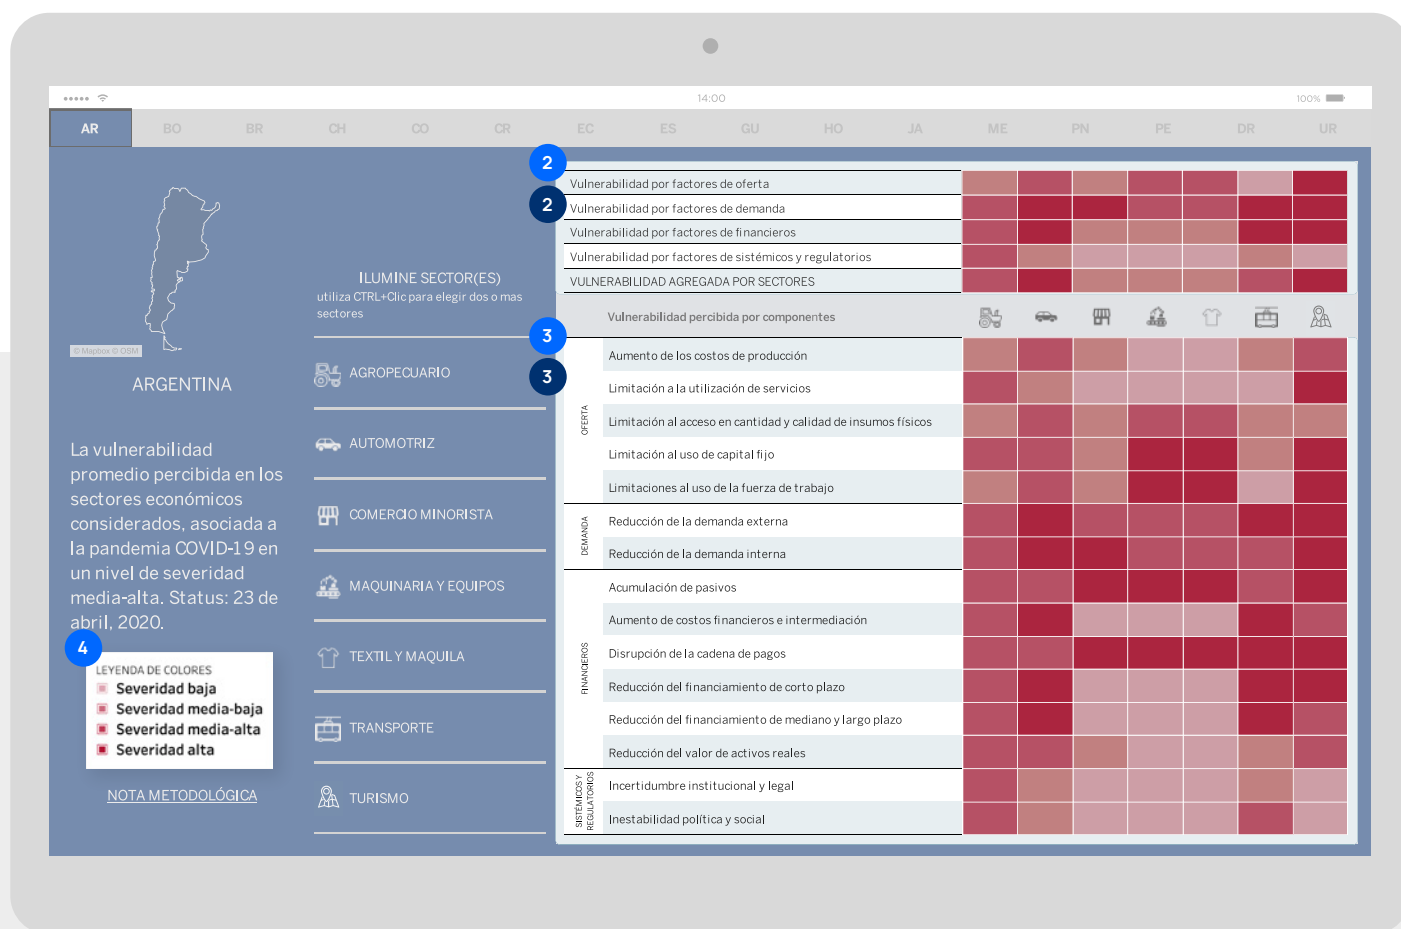 14:00
100%
AR BO BR CH CO CR EC ES GU HO JA ME PN PE DR UR
© Mapbox © OSM
ARGENTINA
La vulnerabilidad
promedio percibida en los
sectores económicos
considerados, asociada a
la pandemia COVID-19 en
un nivel de severidad
media-alta. Status: 23 de
abril, 2020.
4
LEYENDA DE COLORES
Severidad baja
Severidad media-baja
Severidad media-alta
Severidad alta
NOTA METODOLÓGICA
ILUMINE SECTOR(ES)
utiliza CTRL+Clic para elegir dos o mas
sectores
AGROPECUARIO
AUTOMOTRIZ
COMERCIO MINORISTA
MAQUINARIA Y EQUIPOS
TEXTIL Y MAQUILA
TRANSPORTE
TURISMO
2
2
Vulnerabilidad por factores de oferta
Vulnerabilidad por factores de demanda
Vulnerabilidad por factores de financieros
Vulnerabilidad por factores de sistémicos y regulatorios
VULNERABILIDAD AGREGADA POR SECTORES
Vulnerabilidad percibida por componentes
3
3
OFERTA
Aumento de los costos de producción
Limitación a la utilización de servicios
Limitación al acceso en cantidad y calidad de insumos físicos
Limitación al uso de capital fijo
Limitaciones al uso de la fuerza de trabajo
DEMANDA
Reducción de la demanda externa
Reducción de la demanda interna
FINANCIEROS
Acumulación de pasivos
Aumento de costos financieros e intermediación
Disrupción de la cadena de pagos
Reducción del financiamiento de corto plazo
Reducción del financiamiento de mediano y largo plazo
Reducción del valor de activos reales
SISTÉMICOS Y
REGULATORIOS
Incertidumbre institucional y legal
Inestabilidad política y social